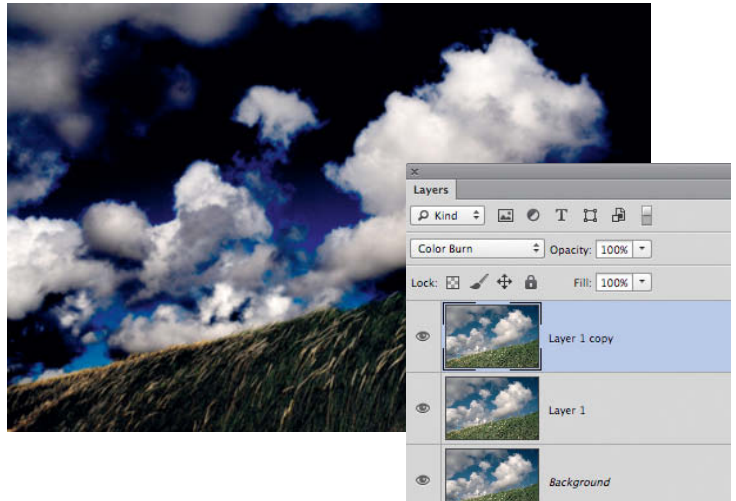 Layers
Kind
Color Burn Opacity: 100%
Lock: Fill: 100%
Layer 1 copy
Layer 1
Background